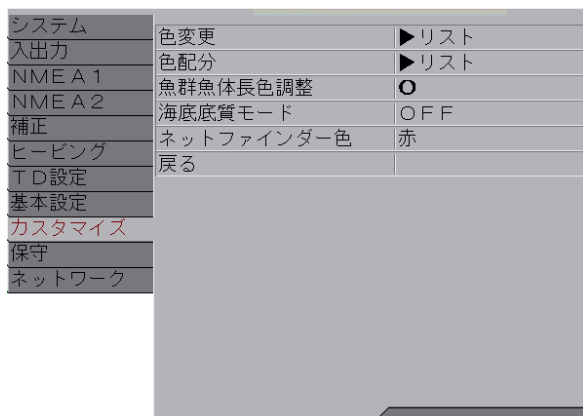 システム
入出力
NMEA1
NMEA2
補正
ヒービング
TD設定
基本設定
カスタマイズ
保守
ネットワーク
色変更 ▶リスト
色配分 ▶リスト
魚群魚体長色調整 0
海底底質モード OFF
ネットファインダー色 赤
戻る